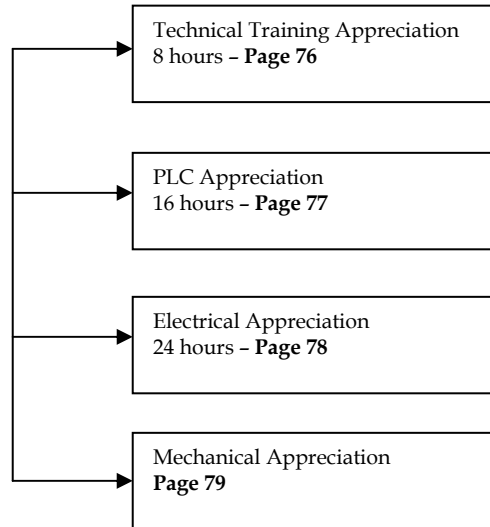 Technical Training Appreciation
8 hours – Page 76
PLC Appreciation
16 hours – Page 77
Electrical Appreciation
24 hours – Page 78
Mechanical Appreciation
Page 79